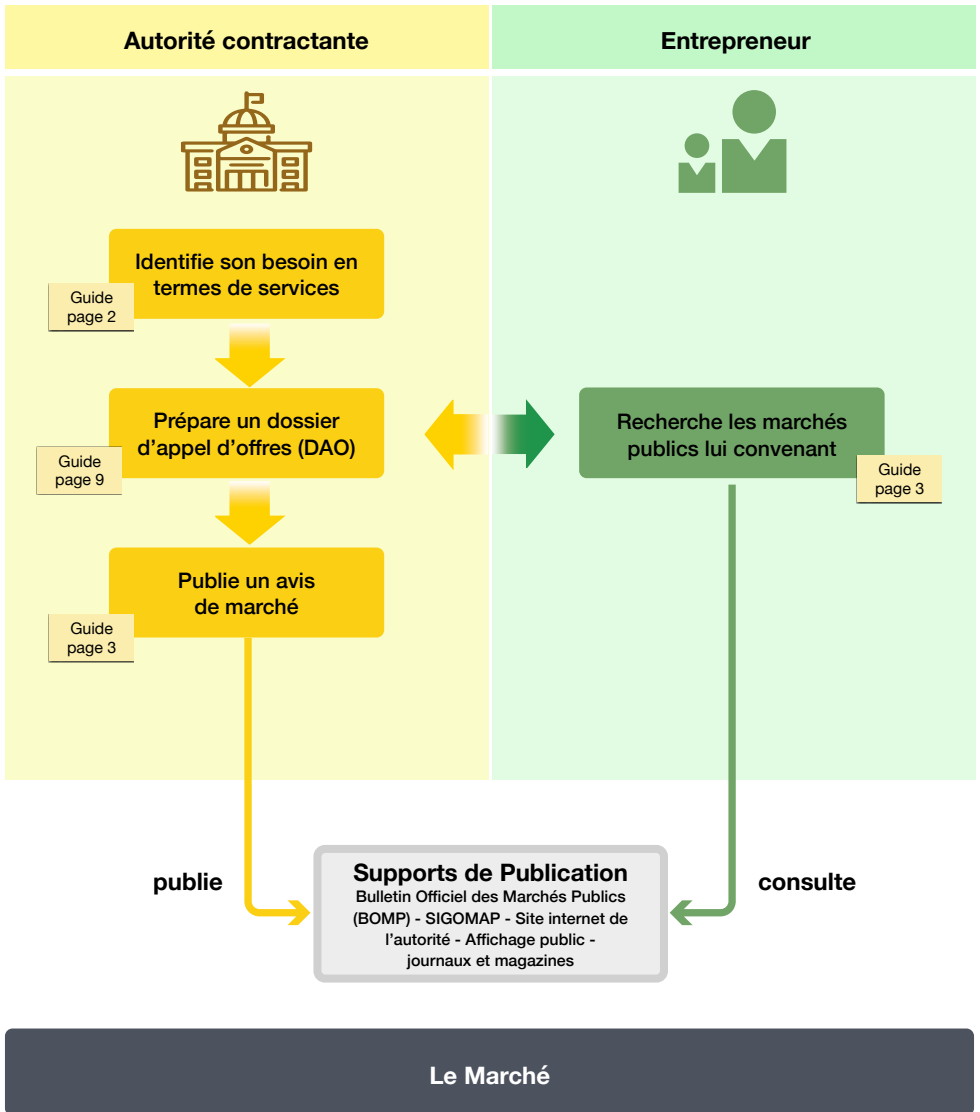 Autorité contractante
Entrepreneur
Identifie son besoin en
termes de services
Guide
page 2
Prépare un dossier
d'appel d'offres (DAO)
Guide
page 9
Recherche les marchés
publics lui convenant
Guide
page 3
Publie un avis
de marché
Guide
page 3
publie
Supports de Publication
Bulletin Officiel des Marchés Publics
(BOMP) - SIGOMAP - Site internet de
l'autorité - Affichage public -
journaux et magazines
consulte
Le Marché